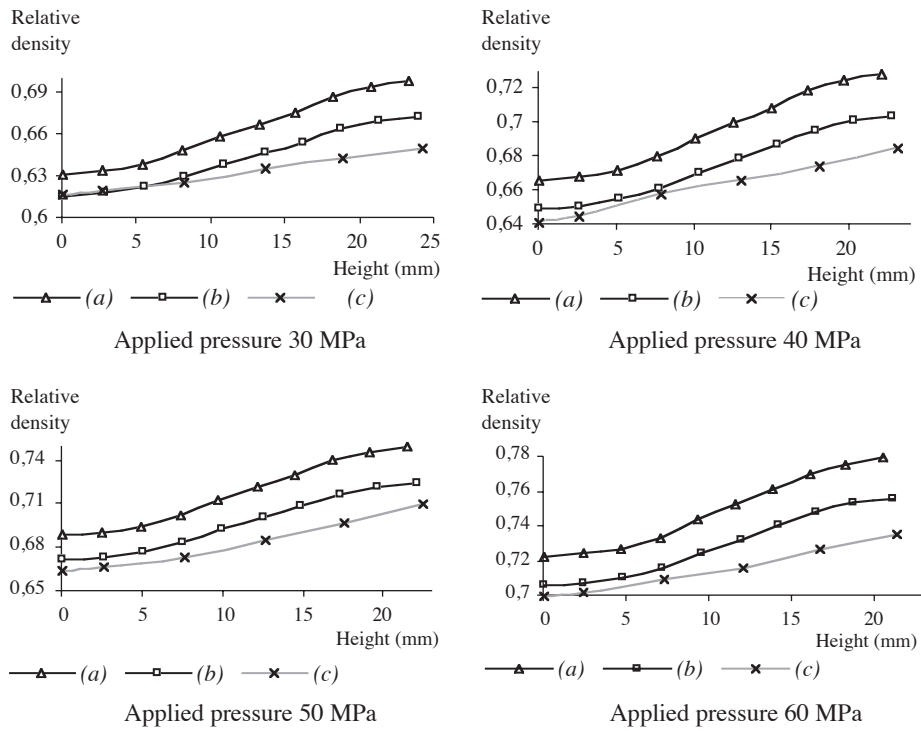 Relative
density
0,69
0,66
0,63
0,6
0 5 10 15 20 25
Height (mm)
(a) (b) (c)
Applied pressure 30 MPa
Relative
density
0,72
0,7
0,68
0,66
0,64
0 5 10 15 20
Height (mm)
(a) (b) (c)
Applied pressure 40 MPa
Relative
density
0,74
0,71
0,68
0,65
0 5 10 15 20
Height (mm)
(a) (b) (c)
Applied pressure 50 MPa
Relative
density
0,78
0,76
0,74
0,72
0,7
0 5 10 15 20
Height (mm)
(a) (b) (c)
Applied pressure 60 MPa